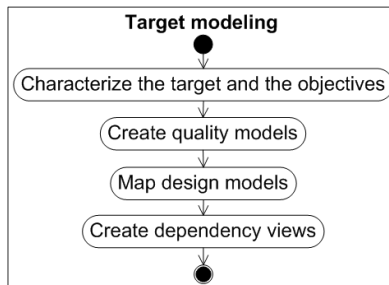 Target modeling
Characterize the target and the objectives
Create quality models
Map design models
Create dependency views